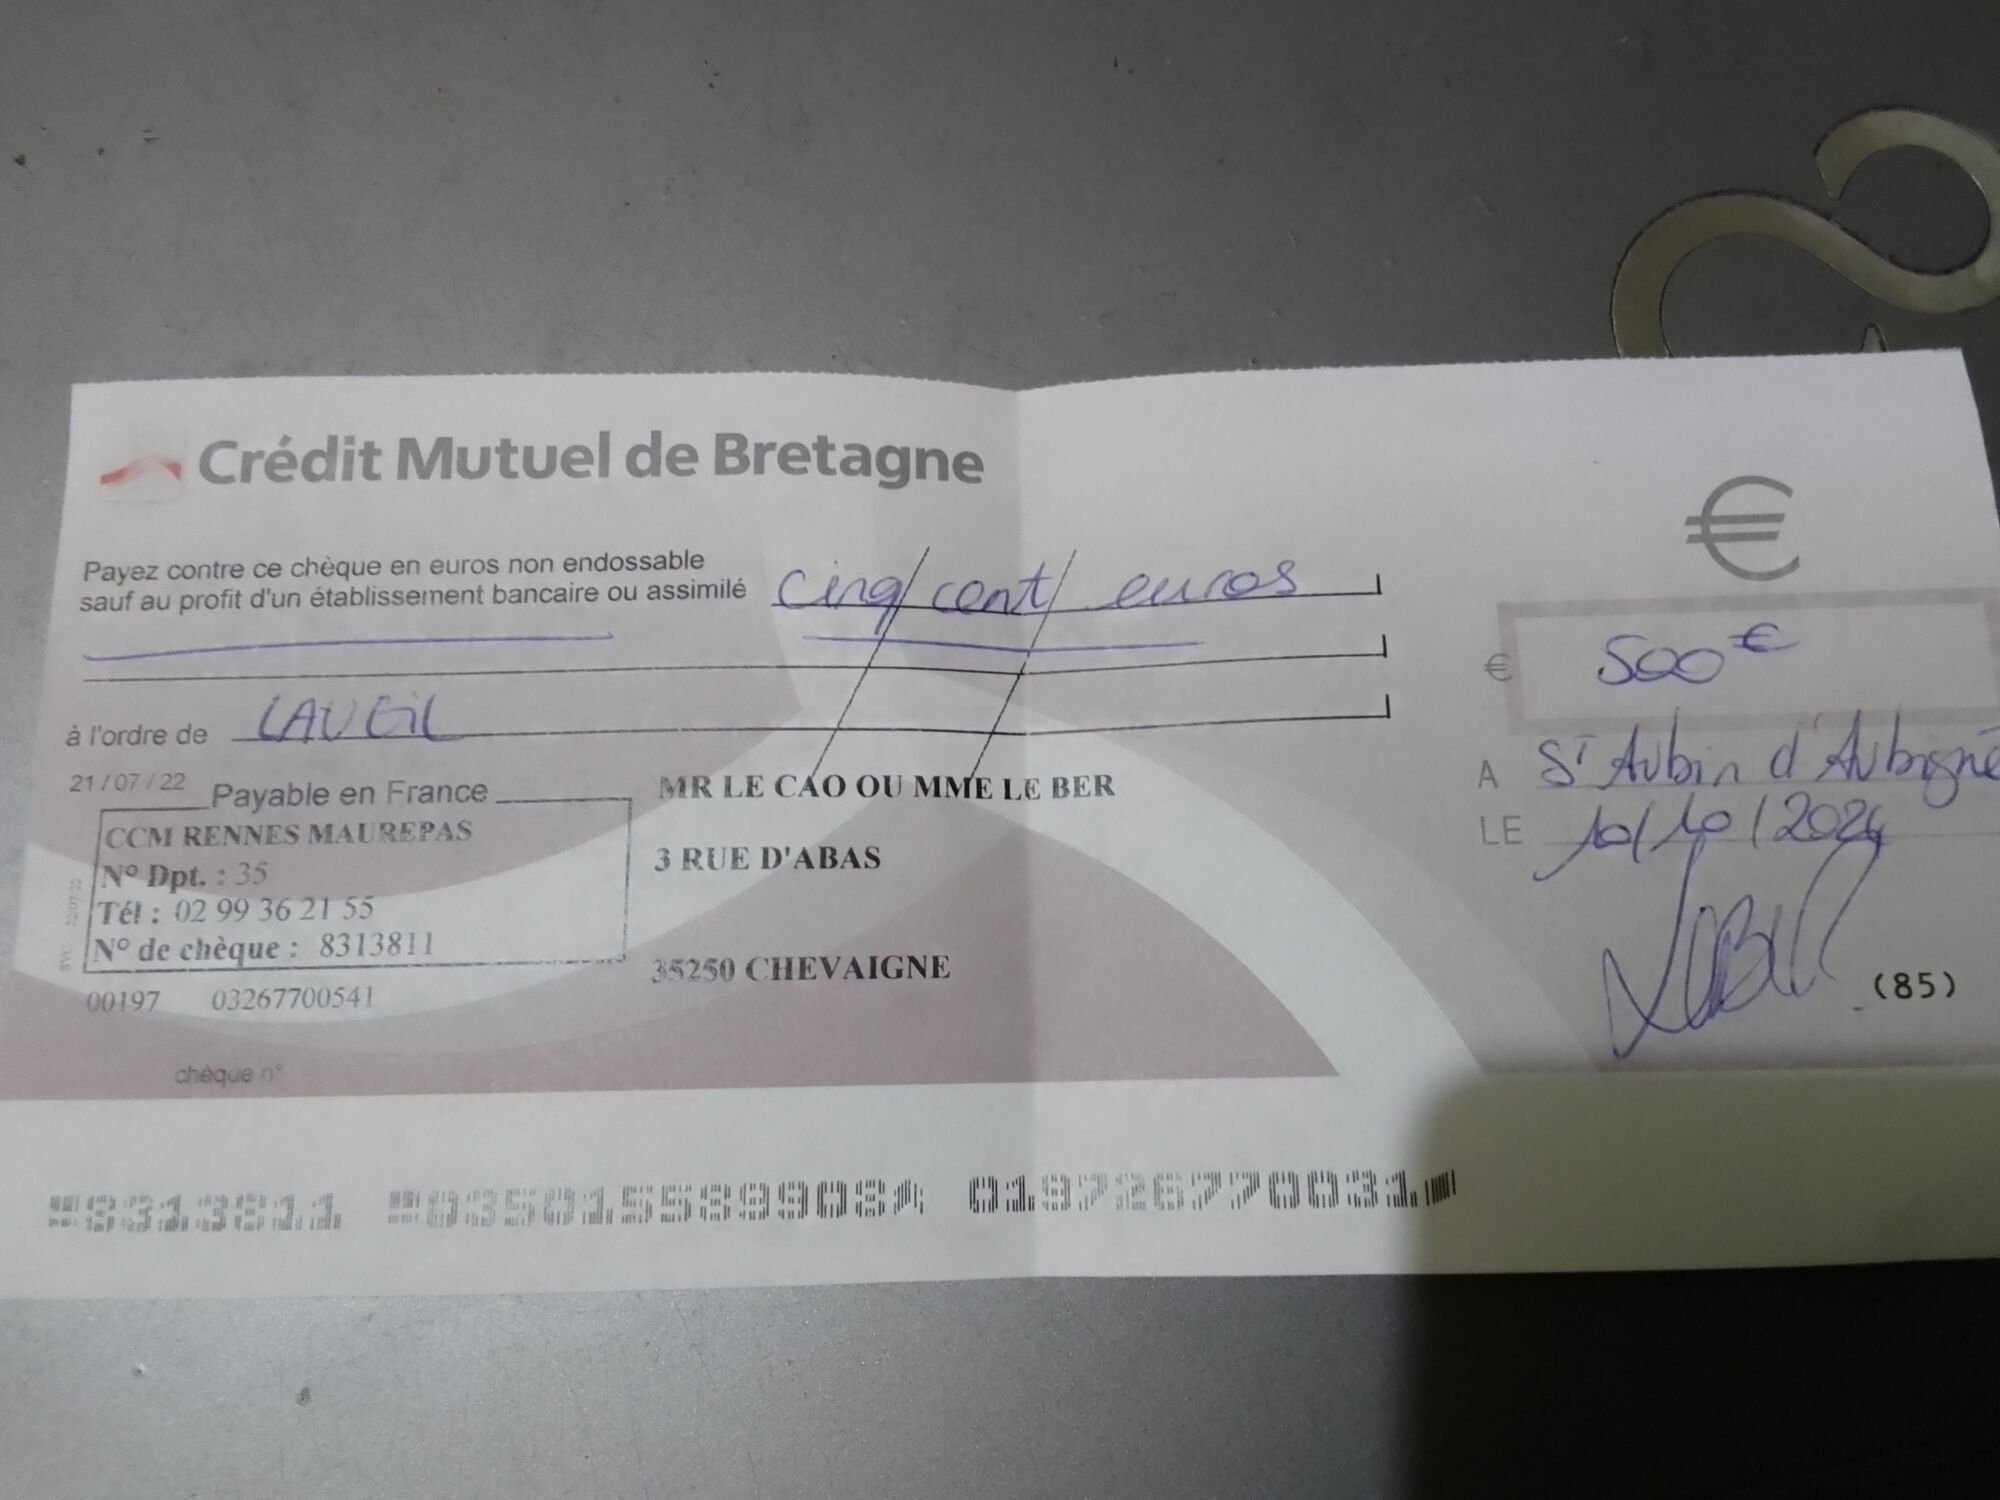 Crédit Mutuel de Bretagne
€
Payez contre ce chèque en euros non endossable
sauf au profit d'un établissement bancaire ou assimilé cinq cent euros
€ 500 €
à l'ordre de
A St Aubin d'Aubigné
LE 10/10/2024
21/07/22 Payable en France
CCM RENNES MAUREPAS
N° Dpt. : 35
Tél : 02 99 36 21 55
N° de chèque : 8313811
00197 03267700541
MR LE CAO OU MME LE BER
3 RUE D'ABAS
35250 CHEVAIGNE
(85)
chèque n°
8313811 035015589908 019726770031